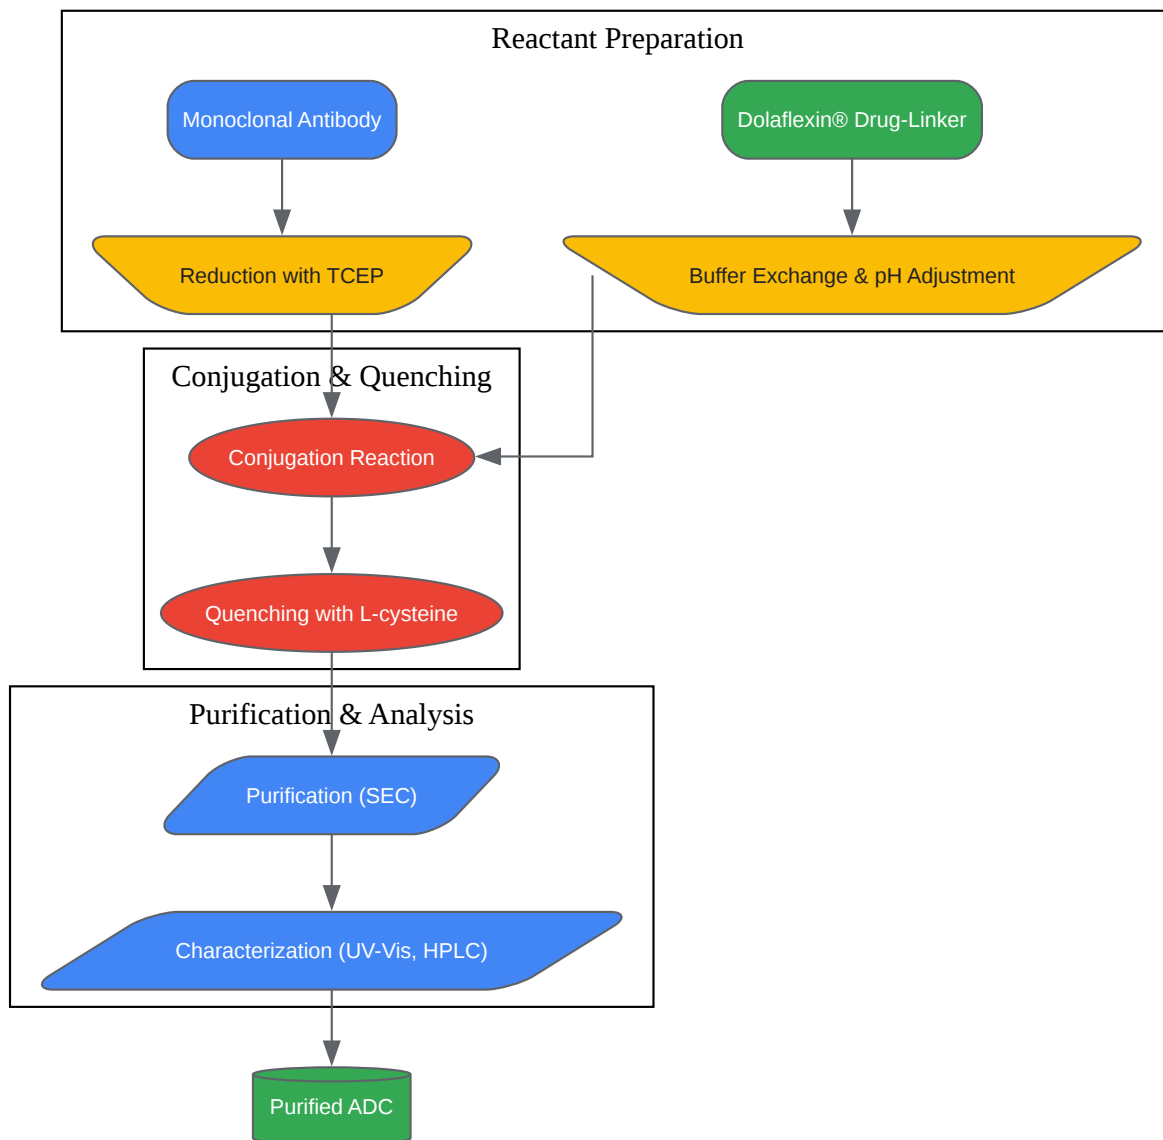 Reactant Preparation
Monoclonal Antibody
Dolaflexin® Drug-Linker
Reduction with TCEP
Buffer Exchange & pH Adjustment
Conjugation & Quenching
Conjugation Reaction
Quenching with L-cysteine
Purification & Analysis
Purification (SEC)
Characterization (UV-Vis, HPLC)
Purified ADC